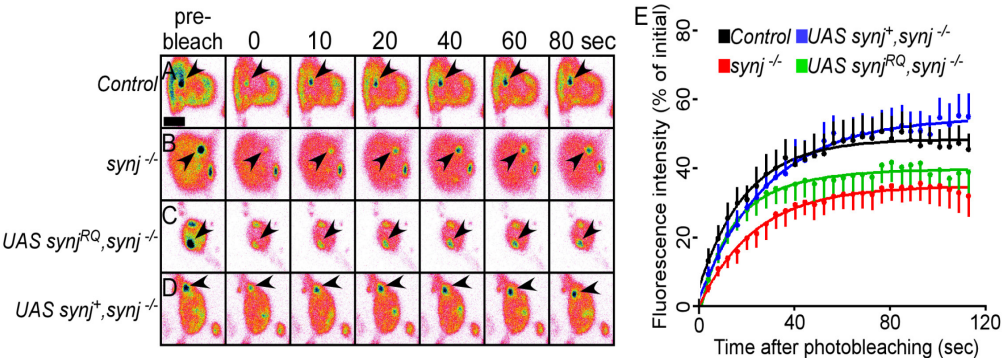 pre-
bleach 0 10 20 40 60 80 sec
A
Control
B
synj -/-
C
UAS synjRQ,synj -/-
D
UAS synj+,synj -/-
E
Control
UAS synj+,synj -/-
synj -/-
UAS synjRQ,synj -/-
Fluorescence intensity (% of initial)
80
60
40
20
0
0 40 80 120
Time after photobleaching (sec)